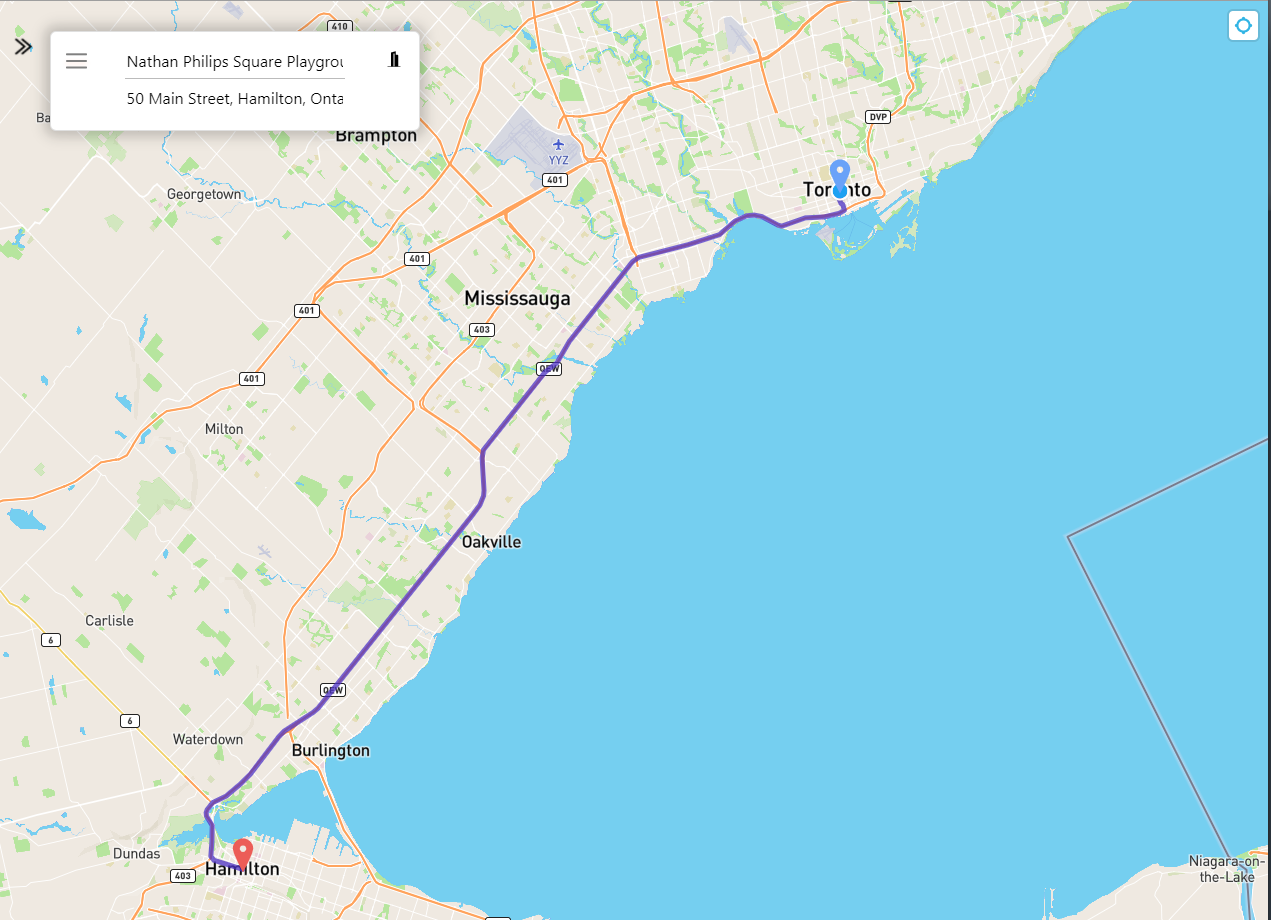 410
Nathan Philips Square Playgrou
50 Main Street, Hamilton, Onta
Ba
Brampton
DVP
YYZ
401
Toronto
Georgetown
401
Mississauga
401
403
QEW
401
Milton
Oakville
Carlisle
6
QEW
6
Waterdown
Burlington
Dundas
Hamilton
403
Niagara-on-
the-Lake